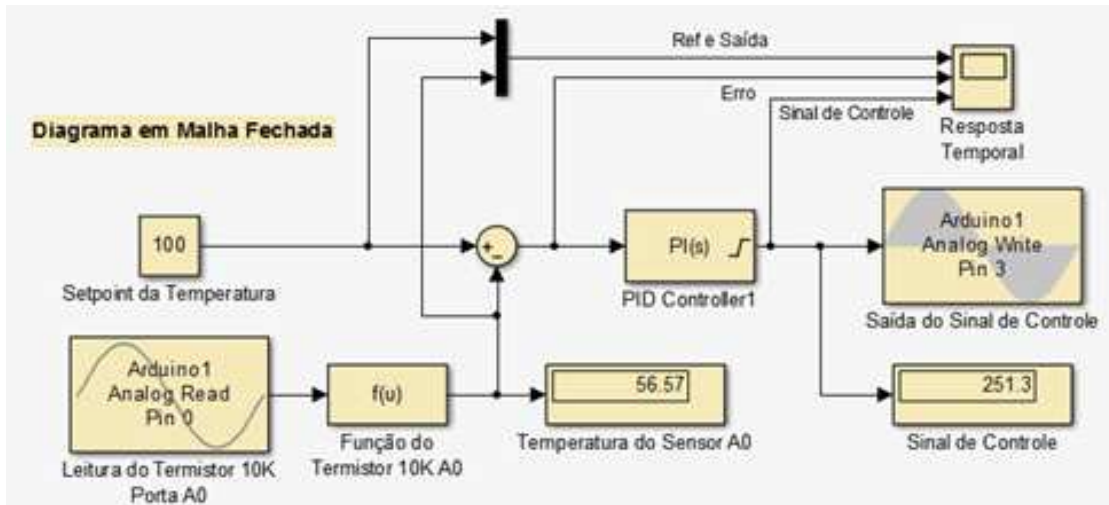 Ref e Saída
Erro
Sinal de Controle
Resposta
Temporal
Diagrama em Malha Fechada
100
Setpoint da Temperatura
+
-
PI(s)
PID Controller1
Arduino1
Analog Write
Pin 3
Saída do Sinal de Controle
Arduino1
Analog Read
Pin 0
Leitura do Termistor 10K
Porta A0
f(u)
Função do
Termistor 10K A0
56.57
Temperatura do Sensor A0
251.3
Sinal de Controle